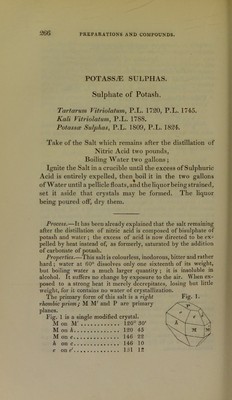 266 PREPARATIONS AND COMPOUNDS.
POTASSÆ SULPHAS.
Sulphate of Potash.
Tartarum Vitriolatum, P.L. 1720, P.L. 1745.
Kali Vitriolatum, P.L. 1788.
Potassæ Sulphas, P.L. 1809, P.L. 1824.
Take of the Salt which remains after the distillation of
Nitric Acid two pounds,
Boiling Water two gallons;
Ignite the Salt in a crucible until the excess of Sulphuric
Acid is entirely expelled, then boil it in the two gallons
of Water until a pellicle floats, and the liquor being strained,
set it aside that crystals may be formed. The liquor
being poured off, dry them.
Process.—It has been already explained that the salt remaining
after the distillation of nitric acid is composed of bisulphate of
potash and water; the excess of acid is now directed to be ex-
pelled by heat instead of, as formerly, saturated by the addition
of carbonate of potash.
Properties.—This salt is colourless, inodorous, bitter and rather
hard; water at 60° dissolves only one sixteenth of its weight,
but boiling water a much larger quantity; it is insoluble in
alcohol. It suffers no change by exposure to the air. When ex-
posed to a strong heat it merely decrepitates, losing but little
weight, for it contains no water of crystallization.
The primary form of this salt is a right
rhombic prism; M M′ and P are primary
planes.
Fig. 1.
Fig. 1 is a single modified crystal.
M on M′ ............ 120° 30′
M on h ............ 120 45
M on e ............ 146 22
h on c ............ 146 10
e on e′ ............ 131 12